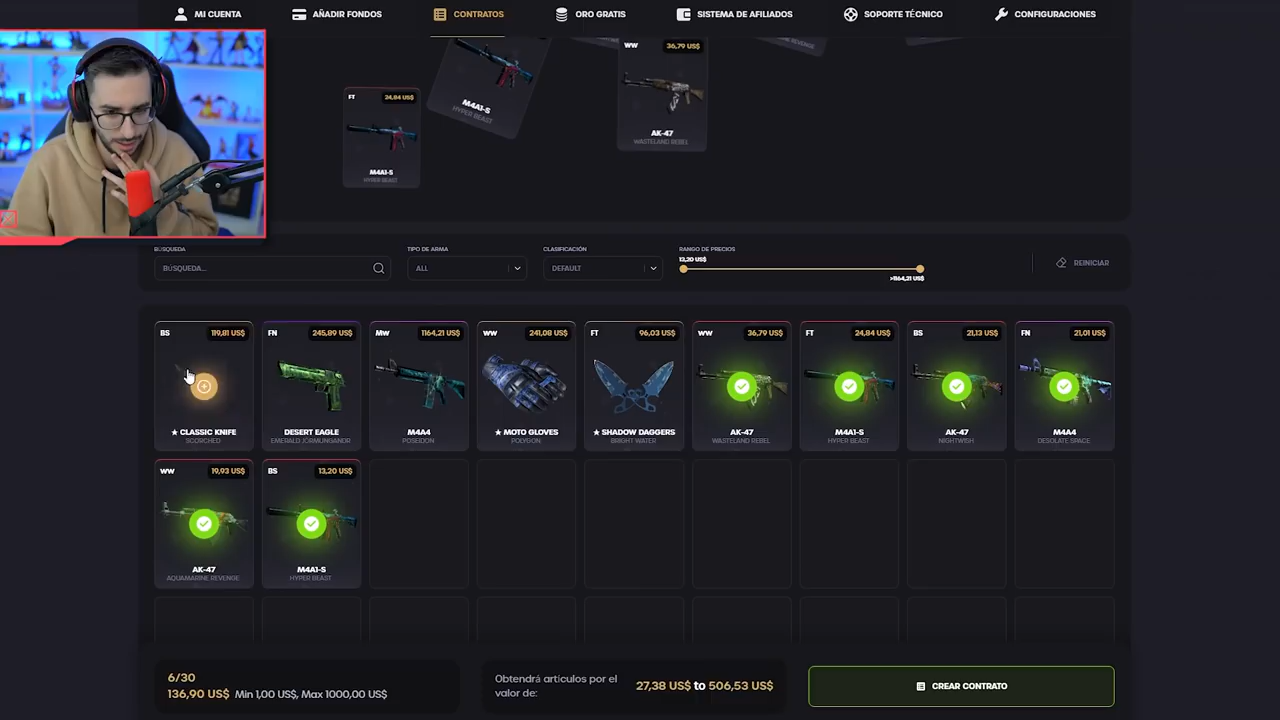 MI CUENTA
AÑADIR FONDOS
CONTRATOS
ORO GRATIS
SISTEMA DE AFILIADOS
SOPORTE TÉCNICO
CONFIGURACIONES
M4A1-S
HYPER BEAST
WW 36,79 US$
AK-47
WASTELAND REBEL
FT 24,84 US$
M4A1-S
HYPER BEAST
BÚSQUEDA
BÚSQUEDA...
TIPO DE ARMA
ALL
CLASIFICACIÓN
DEFAULT
RANGO DE PRECIOS
13,20 US$
>1164,21 US$
REINICIAR
BS 119,81 US$
★ CLASSIC KNIFE
SCORCHED
FN 245,89 US$
DESERT EAGLE
EMERALD JÖRMUNGANDR
MW 1164,21 US$
M4A4
POSEIDON
WW 241,08 US$
★ MOTO GLOVES
POLYGON
FT 96,03 US$
★ SHADOW DAGGERS
BRIGHT WATER
WW 36,79 US$
AK-47
WASTELAND REBEL
FT 24,84 US$
M4A1-S
HYPER BEAST
BS 21,13 US$
AK-47
NIGHTWISH
FN 21,01 US$
M4A4
DESOLATE SPACE
WW 19,93 US$
AK-47
AQUAMARINE REVENGE
BS 13,20 US$
M4A1-S
HYPER BEAST
6/30
136,90 US$ Min 1,00 US$, Max 1000,00 US$
Obtendrá artículos por el
valor de:
27,38 US$ to 506,53 US$
CREAR CONTRATO